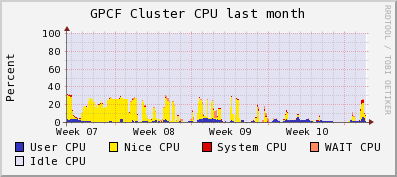 GPCF Cluster CPU last month
RRDTOOL / TOBI OETIKER
Percent
100
80
60
40
20
0
Week 07 Week 08 Week 09 Week 10
User CPU Nice CPU System CPU WAIT CPU
Idle CPU